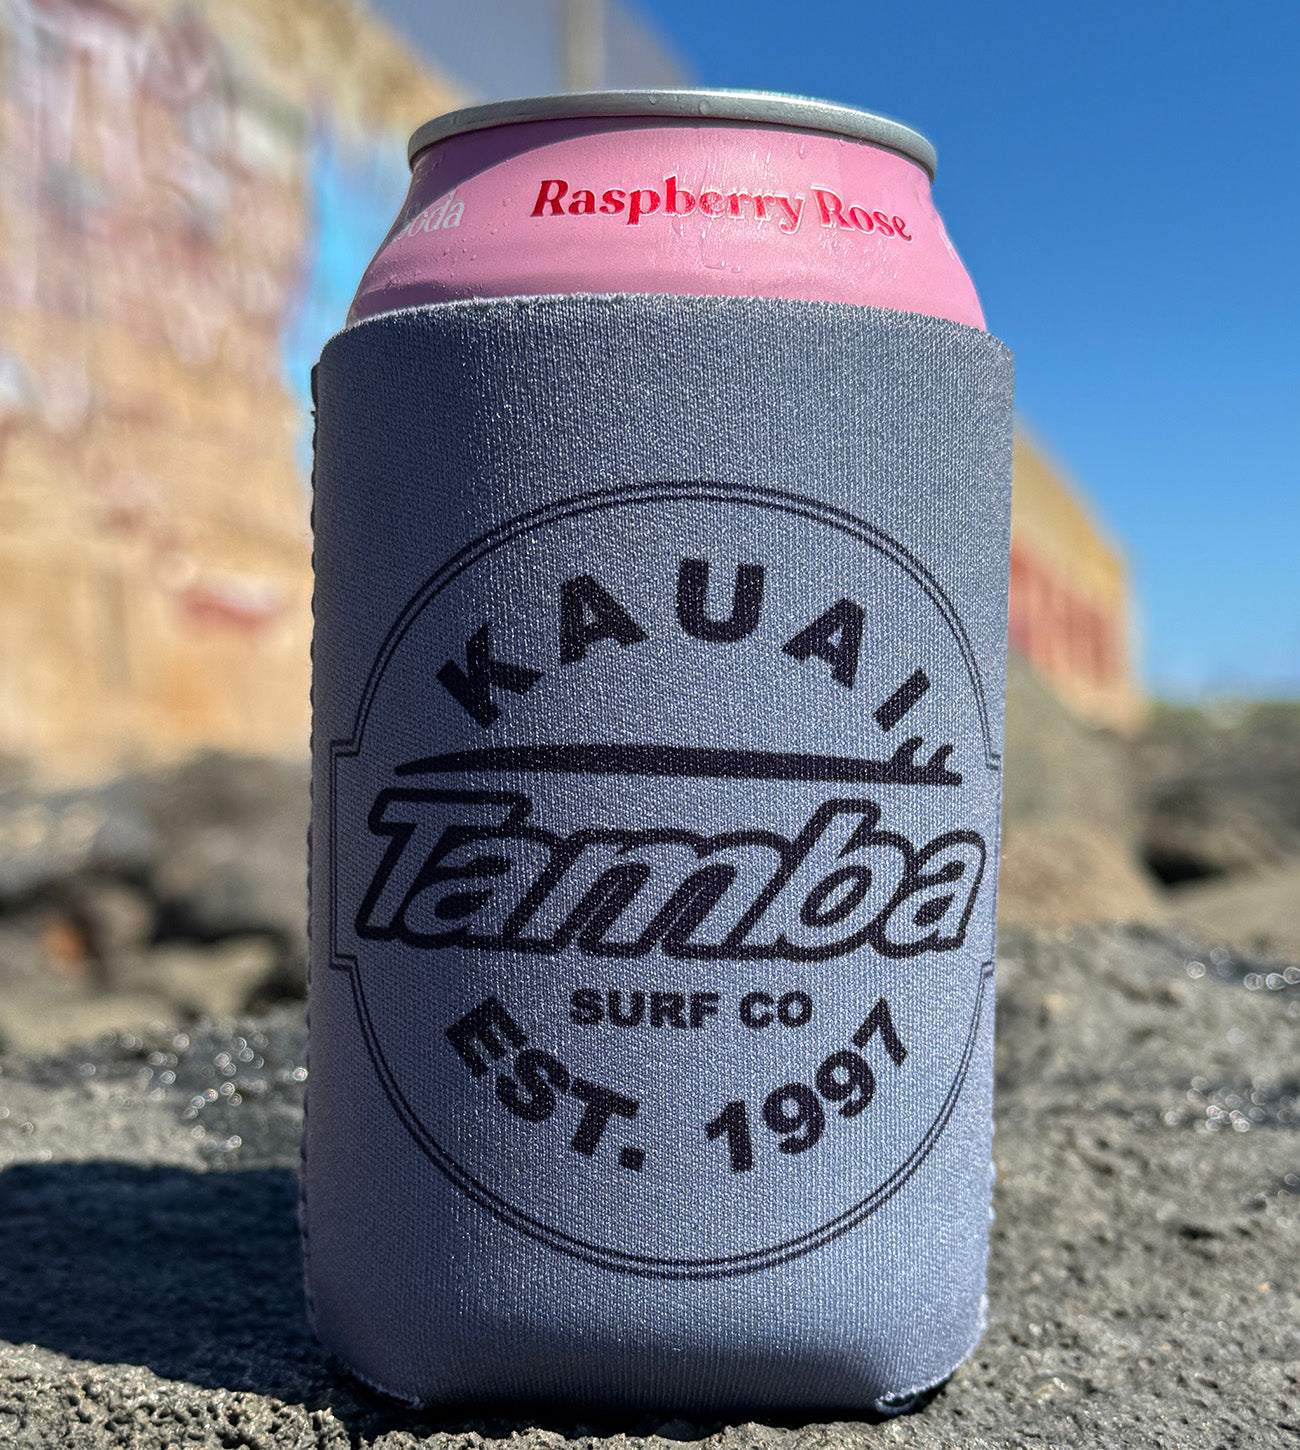 Raspberry Rose
KAUAI
Tamba
SURF CO
EST. 1997